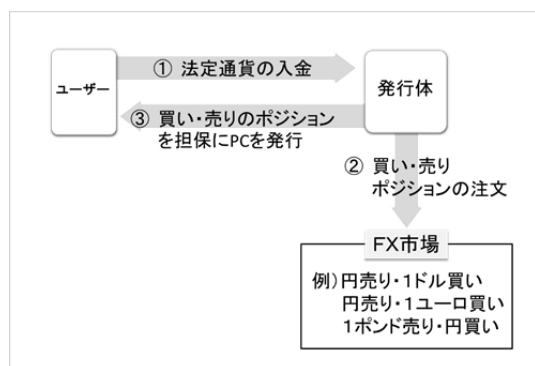 ① 法定通貨の入金
ユーザー
発行体
③ 買い・売りのポジション
を担保にPCを発行
② 買い・売り
ポジションの注文
FX市場
例）円売り・1ドル買い
円売り・1ユーロ買い
1ポンド売り・円買い